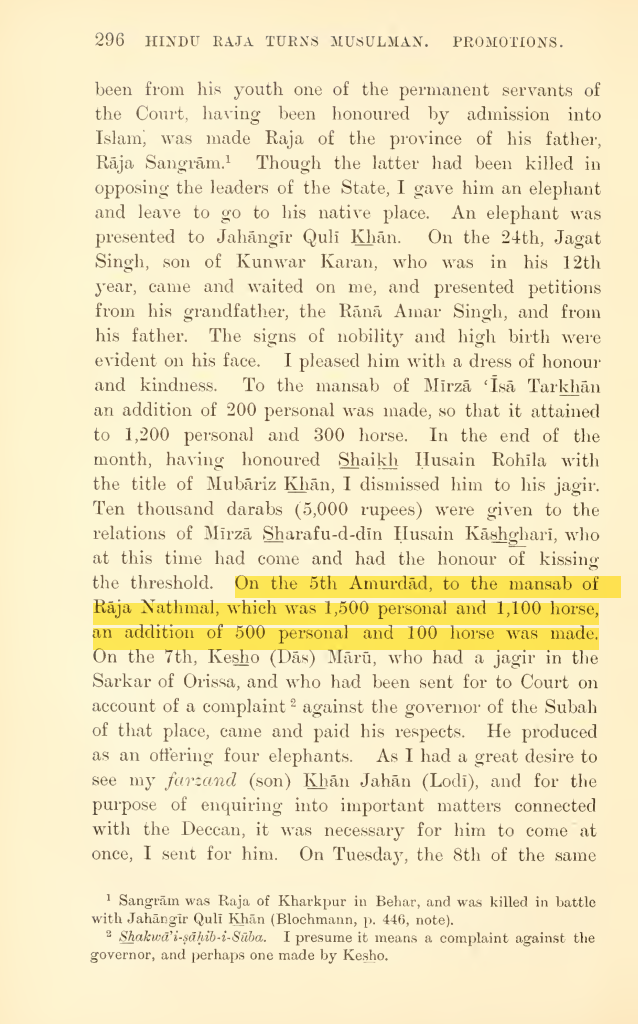 296 HINDU RAJA TURNS MUSULMAN. PROMOTIONS.
been from his youth one of the permanent servants of
the Court, having been honoured by admission into
Islam, was made Raja of the province of his father,
Rāja Sangrām.¹ Though the latter had been killed in
opposing the leaders of the State, I gave him an elephant
and leave to go to his native place. An elephant was
presented to Jahāngīr Qulī Khān. On the 24th, Jagat
Singh, son of Kunwar Karan, who was in his 12th
year, came and waited on me, and presented petitions
from his grandfather, the Rānā Amar Singh, and from
his father. The signs of nobility and high birth were
evident on his face. I pleased him with a dress of honour
and kindness. To the mansab of Mīrzā ‘Īsā Tarkhān
an addition of 200 personal was made, so that it attained
to 1,200 personal and 300 horse. In the end of the
month, having honoured Shaikh Ḥusain Rohīla with
the title of Mubāriz Khān, I dismissed him to his jagir.
Ten thousand darabs (5,000 rupees) were given to the
relations of Mīrzā Sharafu-d-dīn Ḥusain Kāshgharī, who
at this time had come and had the honour of kissing
the threshold. On the 5th Amurdād, to the mansab of
Rāja Nathmal, which was 1,500 personal and 1,100 horse,
an addition of 500 personal and 100 horse was made.
On the 7th, Kesho (Dās) Mārū, who had a jagir in the
Sarkar of Orissa, and who had been sent for to Court on
account of a complaint ² against the governor of the Subah
of that place, came and paid his respects. He produced
as an offering four elephants. As I had a great desire to
see my farzand (son) Khān Jahān (Lodī), and for the
purpose of enquiring into important matters connected
with the Deccan, it was necessary for him to come at
once, I sent for him. On Tuesday, the 8th of the same
¹ Sangrām was Raja of Kharkpur in Behar, and was killed in battle
with Jahāngīr Qulī Khān (Blochmann, p. 446, note).
² Shakwā’i-ṣāḥib-i-Sūba. I presume it means a complaint against the
governor, and perhaps one made by Kesho.